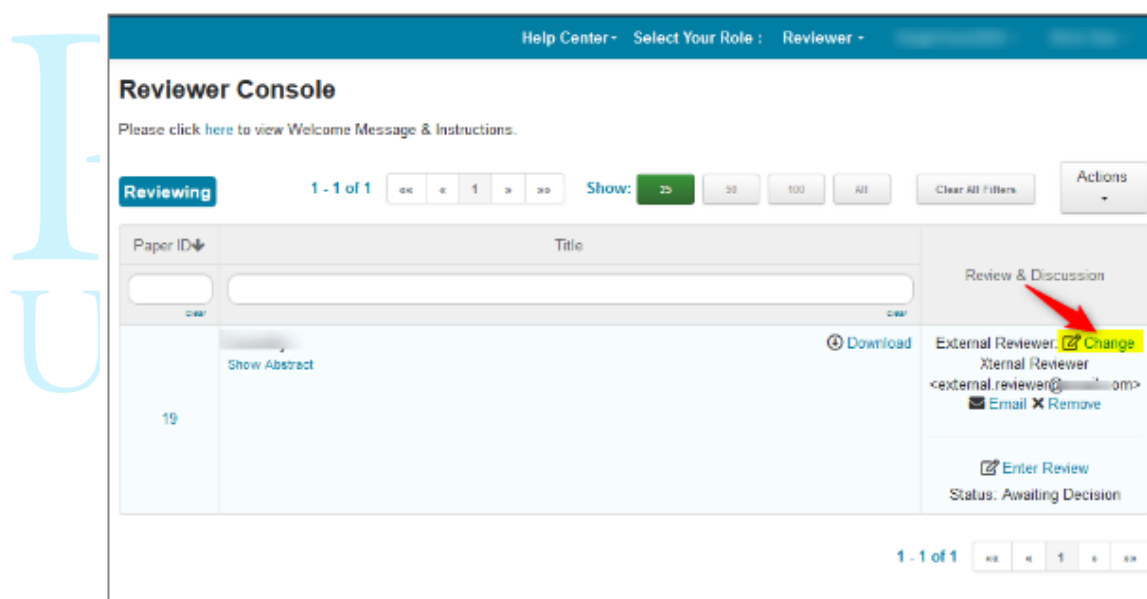 Help Center Select Your Role : Reviewer
Reviewer Console
Please click here to view Welcome Message & Instructions.
Reviewing 1 - 1 of 1 «« « 1 » »» Show: 25 50 100 All Clear All Filters Actions
Paper ID Title Review & Discussion
clear clear
Download External Reviewer: Change
Show Abstract Xternal Reviewer
<external.reviewer@ om>
19 Email Remove
Enter Review
Status: Awaiting Decision
1 - 1 of 1 «« « 1 » »»
U